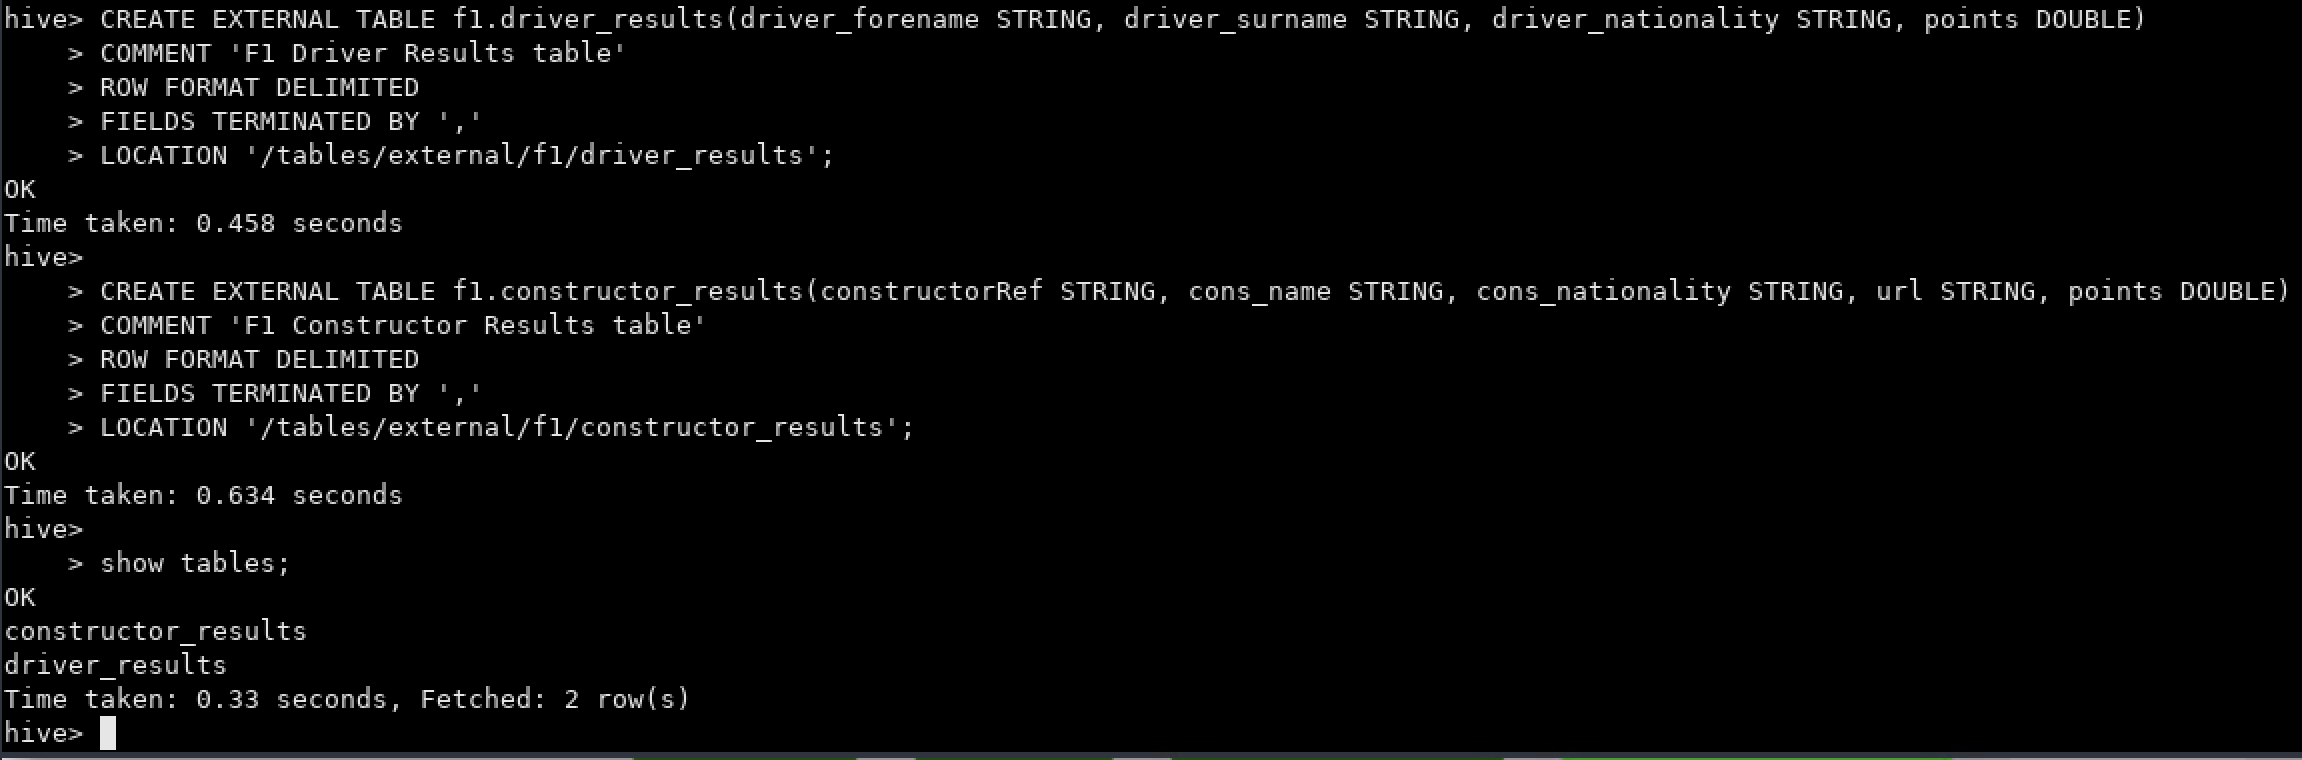 hive> CREATE EXTERNAL TABLE f1.driver_results(driver_forename STRING, driver_surname STRING, driver_nationality STRING, points DOUBLE)
    > COMMENT 'F1 Driver Results table'
    > ROW FORMAT DELIMITED
    > FIELDS TERMINATED BY ','
    > LOCATION '/tables/external/f1/driver_results';
OK
Time taken: 0.458 seconds
hive>
    > CREATE EXTERNAL TABLE f1.constructor_results(constructorRef STRING, cons_name STRING, cons_nationality STRING, url STRING, points DOUBLE)
    > COMMENT 'F1 Constructor Results table'
    > ROW FORMAT DELIMITED
    > FIELDS TERMINATED BY ','
    > LOCATION '/tables/external/f1/constructor_results';
OK
Time taken: 0.634 seconds
hive>
    > show tables;
OK
constructor_results
driver_results
Time taken: 0.33 seconds, Fetched: 2 row(s)
hive>